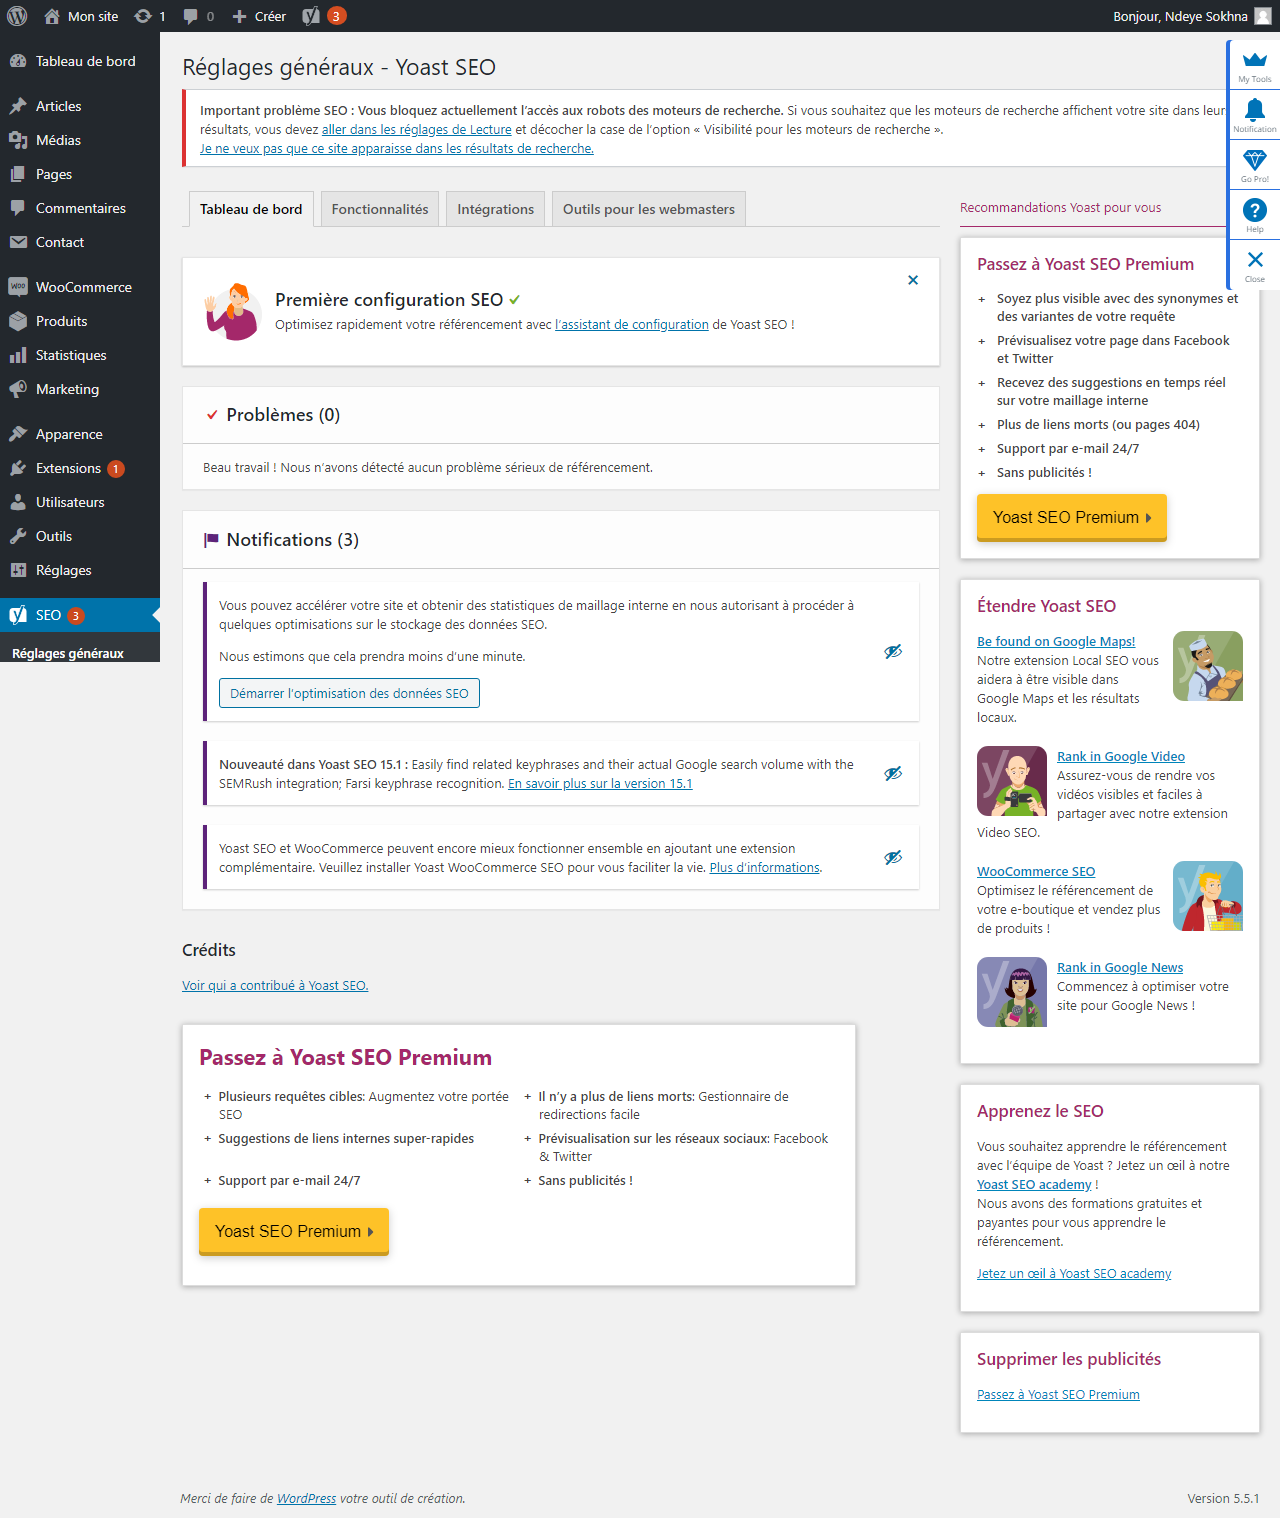 Mon site 1 0 Créer 3
Bonjour, Ndeye Sokhna
Tableau de bord
Articles
Médias
Pages
Commentaires
Contact
WooCommerce
Produits
Statistiques
Marketing
Apparence
Extensions 1
Utilisateurs
Outils
Réglages
SEO 3
Réglages généraux
Réglages généraux - Yoast SEO
Important problème SEO : Vous bloquez actuellement l’accès aux robots des moteurs de recherche. Si vous souhaitez que les moteurs de recherche affichent votre site dans leur
résultats, vous devez aller dans les réglages de Lecture et décocher la case de l’option « Visibilité pour les moteurs de recherche ».
Je ne veux pas que ce site apparaisse dans les résultats de recherche.
My Tools
Notification
Go Pro!
Help
Close
Tableau de bord
Fonctionnalités
Intégrations
Outils pour les webmasters
Première configuration SEO
Optimisez rapidement votre référencement avec l’assistant de configuration de Yoast SEO !
Problèmes (0)
Beau travail ! Nous n’avons détecté aucun problème sérieux de référencement.
Notifications (3)
Vous pouvez accélérer votre site et obtenir des statistiques de maillage interne en nous autorisant à procéder à
quelques optimisations sur le stockage des données SEO.
Nous estimons que cela prendra moins d’une minute.
Démarrer l’optimisation des données SEO
Nouveauté dans Yoast SEO 15.1 : Easily find related keyphrases and their actual Google search volume with the
SEMRush integration; Farsi keyphrase recognition. En savoir plus sur la version 15.1
Yoast SEO et WooCommerce peuvent encore mieux fonctionner ensemble en ajoutant une extension
complémentaire. Veuillez installer Yoast WooCommerce SEO pour vous faciliter la vie. Plus d’informations.
Crédits
Voir qui a contribué à Yoast SEO.
Passez à Yoast SEO Premium
+ Plusieurs requêtes cibles: Augmentez votre portée
SEO
+ Il n’y a plus de liens morts: Gestionnaire de
redirections facile
+ Suggestions de liens internes super-rapides
+ Prévisualisation sur les réseaux sociaux: Facebook
& Twitter
+ Support par e-mail 24/7
+ Sans publicités !
Yoast SEO Premium
Recommandations Yoast pour vous
Passez à Yoast SEO Premium
+ Soyez plus visible avec des synonymes et
des variantes de votre requête
+ Prévisualisez votre page dans Facebook
et Twitter
+ Recevez des suggestions en temps réel
sur votre maillage interne
+ Plus de liens morts (ou pages 404)
+ Support par e-mail 24/7
+ Sans publicités !
Yoast SEO Premium
Étendre Yoast SEO
Be found on Google Maps!
Notre extension Local SEO vous
aidera à être visible dans
Google Maps et les résultats
locaux.
Rank in Google Video
Assurez-vous de rendre vos
vidéos visibles et faciles à
partager avec notre extension
Video SEO.
WooCommerce SEO
Optimisez le référencement de
votre e-boutique et vendez plus
de produits !
Rank in Google News
Commencez à optimiser votre
site pour Google News !
Apprenez le SEO
Vous souhaitez apprendre le référencement
avec l’équipe de Yoast ? Jetez un œil à notre
Yoast SEO academy !
Nous avons des formations gratuites et
payantes pour vous apprendre le
référencement.
Jetez un œil à Yoast SEO academy
Supprimer les publicités
Passez à Yoast SEO Premium
Merci de faire de WordPress votre outil de création.
Version 5.5.1